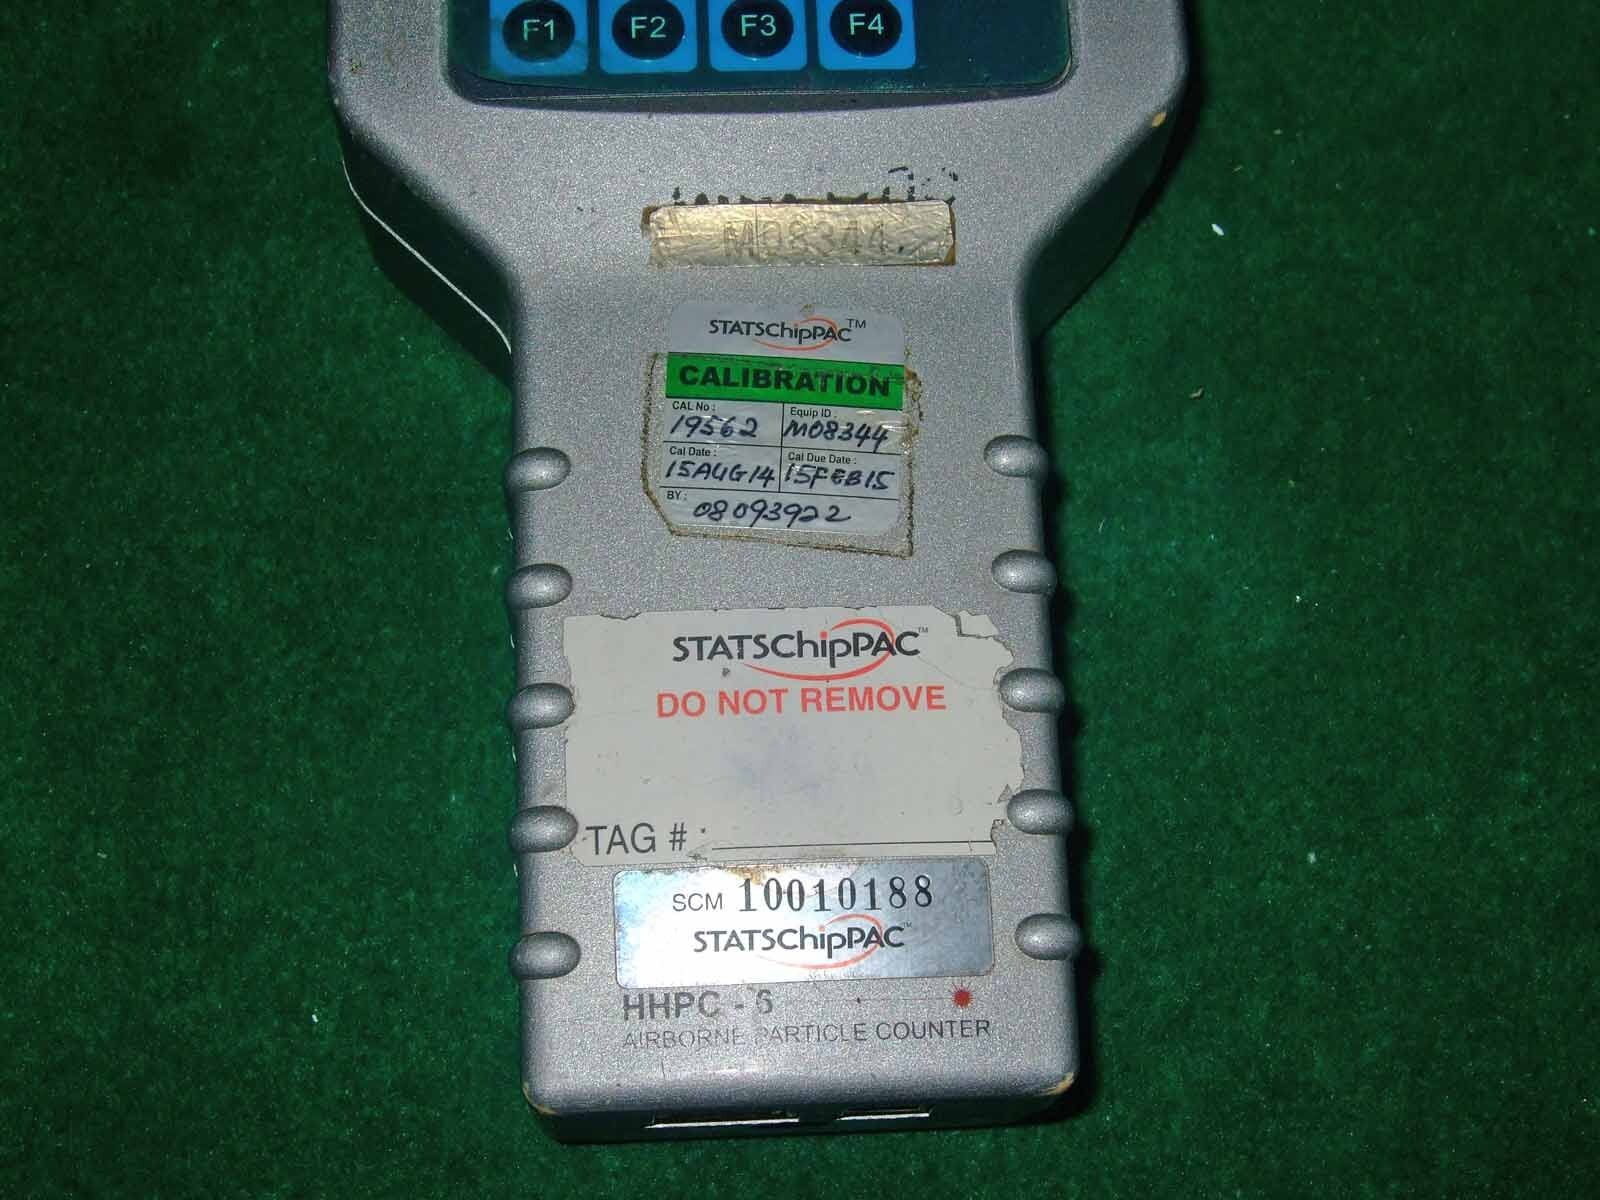 F1 F2 F3 F4
M08344
STATSChipPAC™
CALIBRATION
CAL No : Equip ID :
19562 M08344
Cal Date : Cal Due Date :
15AUG14 15FEB15
BY :
08093922
STATSChipPAC™
DO NOT REMOVE
TAG # :
SCM 10010188
STATSChipPAC™
HHPC - 6
AIRBORNE PARTICLE COUNTER